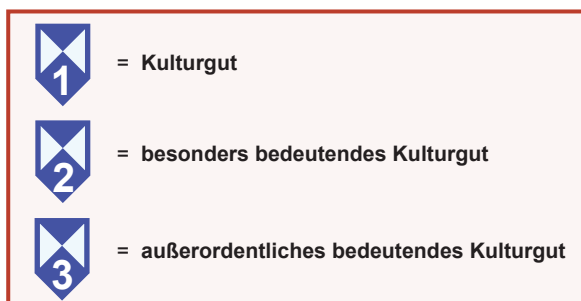 1 = Kulturgut
2 = besonders bedeutendes Kulturgut
3 = außerordentliches bedeutendes Kulturgut